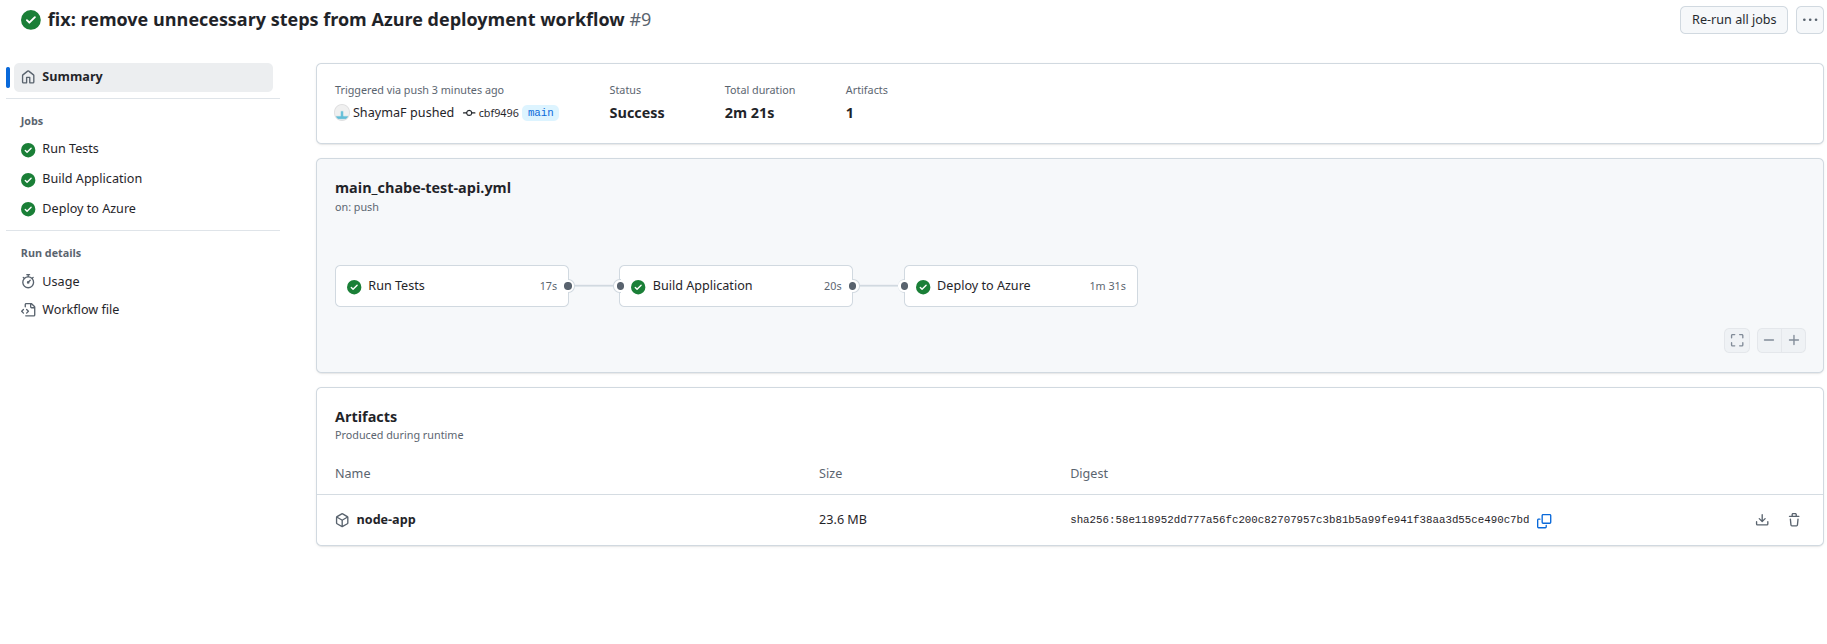 fix: remove unnecessary steps from Azure deployment workflow #9
Re-run all jobs
Summary
Jobs
Run Tests
Build Application
Deploy to Azure
Run details
Usage
Workflow file
Triggered via push 3 minutes ago
ShaymaF pushed cbf9496 main
Status
Success
Total duration
2m 21s
Artifacts
1
main_chabe-test-api.yml
on: push
Run Tests 17s
Build Application 20s
Deploy to Azure 1m 31s
Artifacts
Produced during runtime
Name Size Digest
node-app 23.6 MB sha256:58e118952dd777a56fc200c82707957c3b81b5a99fe941f38aa3d55ce490c7bd